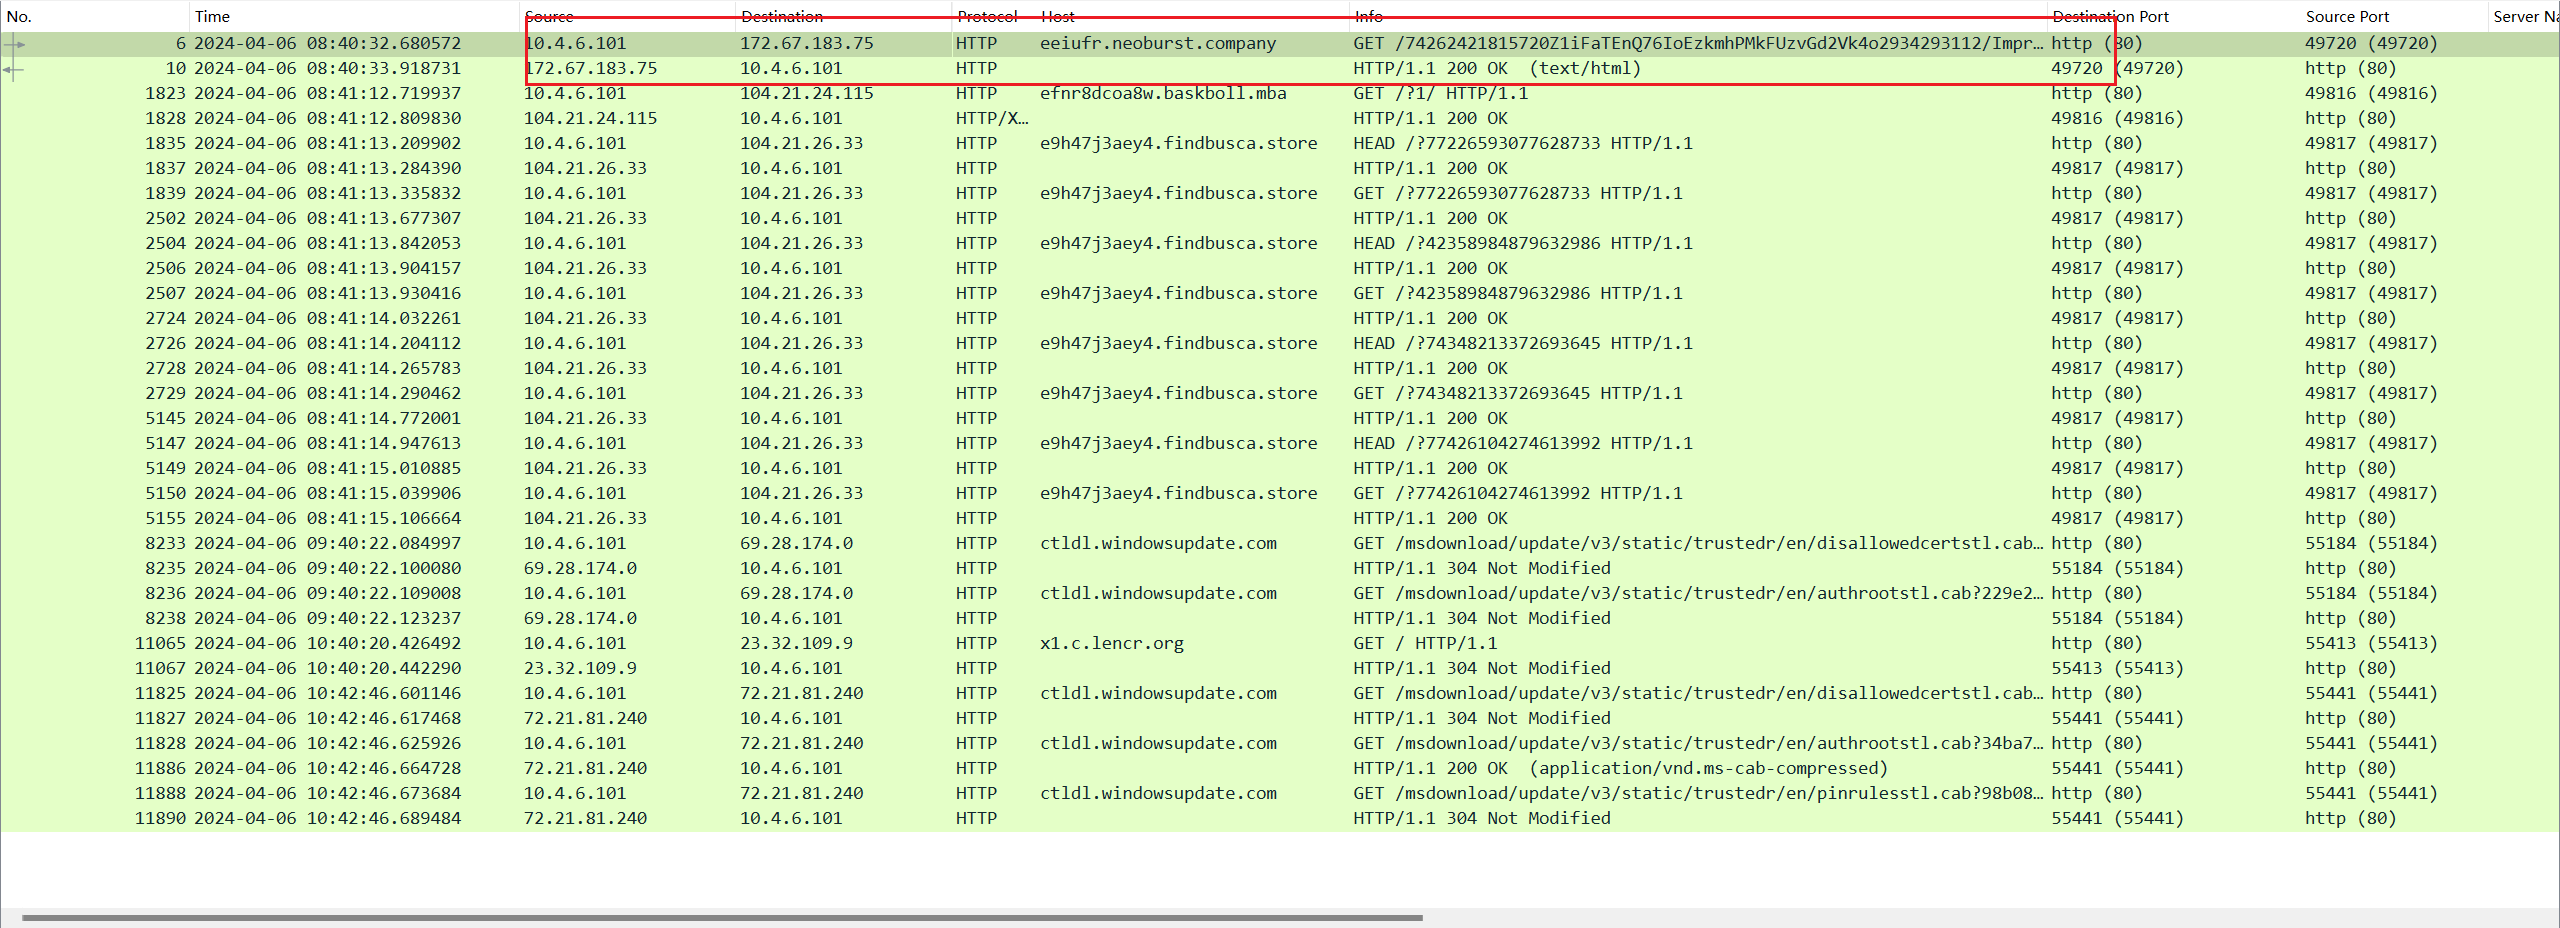 No. Time Source Destination Protocol Host Info Destination Port Source Port Server Na
6 2024-04-06 08:40:32.680572 10.4.6.101 172.67.183.75 HTTP eeiufr.neoburst.company GET /74262421815720Z1iFaTEnQ76IoEzkmhPMkFUzvGd2Vk4o2934293112/Impr… http (80) 49720 (49720)
10 2024-04-06 08:40:33.918731 172.67.183.75 10.4.6.101 HTTP HTTP/1.1 200 OK (text/html) 49720 (49720) http (80)
1823 2024-04-06 08:41:12.719937 10.4.6.101 104.21.24.115 HTTP efnr8dcoa8w.baskboll.mba GET /?1/ HTTP/1.1 http (80) 49816 (49816)
1828 2024-04-06 08:41:12.809830 104.21.24.115 10.4.6.101 HTTP/X… HTTP/1.1 200 OK 49816 (49816) http (80)
1835 2024-04-06 08:41:13.209902 10.4.6.101 104.21.26.33 HTTP e9h47j3aey4.findbusca.store HEAD /?77226593077628733 HTTP/1.1 http (80) 49817 (49817)
1837 2024-04-06 08:41:13.284390 104.21.26.33 10.4.6.101 HTTP HTTP/1.1 200 OK 49817 (49817) http (80)
1839 2024-04-06 08:41:13.335832 10.4.6.101 104.21.26.33 HTTP e9h47j3aey4.findbusca.store GET /?77226593077628733 HTTP/1.1 http (80) 49817 (49817)
2502 2024-04-06 08:41:13.677307 104.21.26.33 10.4.6.101 HTTP HTTP/1.1 200 OK 49817 (49817) http (80)
2504 2024-04-06 08:41:13.842053 10.4.6.101 104.21.26.33 HTTP e9h47j3aey4.findbusca.store HEAD /?42358984879632986 HTTP/1.1 http (80) 49817 (49817)
2506 2024-04-06 08:41:13.904157 104.21.26.33 10.4.6.101 HTTP HTTP/1.1 200 OK 49817 (49817) http (80)
2507 2024-04-06 08:41:13.930416 10.4.6.101 104.21.26.33 HTTP e9h47j3aey4.findbusca.store GET /?42358984879632986 HTTP/1.1 http (80) 49817 (49817)
2724 2024-04-06 08:41:14.032261 104.21.26.33 10.4.6.101 HTTP HTTP/1.1 200 OK 49817 (49817) http (80)
2726 2024-04-06 08:41:14.204112 10.4.6.101 104.21.26.33 HTTP e9h47j3aey4.findbusca.store HEAD /?74348213372693645 HTTP/1.1 http (80) 49817 (49817)
2728 2024-04-06 08:41:14.265783 104.21.26.33 10.4.6.101 HTTP HTTP/1.1 200 OK 49817 (49817) http (80)
2729 2024-04-06 08:41:14.290462 10.4.6.101 104.21.26.33 HTTP e9h47j3aey4.findbusca.store GET /?74348213372693645 HTTP/1.1 http (80) 49817 (49817)
5145 2024-04-06 08:41:14.772001 104.21.26.33 10.4.6.101 HTTP HTTP/1.1 200 OK 49817 (49817) http (80)
5147 2024-04-06 08:41:14.947613 10.4.6.101 104.21.26.33 HTTP e9h47j3aey4.findbusca.store HEAD /?77426104274613992 HTTP/1.1 http (80) 49817 (49817)
5149 2024-04-06 08:41:15.010885 104.21.26.33 10.4.6.101 HTTP HTTP/1.1 200 OK 49817 (49817) http (80)
5150 2024-04-06 08:41:15.039906 10.4.6.101 104.21.26.33 HTTP e9h47j3aey4.findbusca.store GET /?77426104274613992 HTTP/1.1 http (80) 49817 (49817)
5155 2024-04-06 08:41:15.106664 104.21.26.33 10.4.6.101 HTTP HTTP/1.1 200 OK 49817 (49817) http (80)
8233 2024-04-06 09:40:22.084997 10.4.6.101 69.28.174.0 HTTP ctldl.windowsupdate.com GET /msdownload/update/v3/static/trustedr/en/disallowedcertstl.cab… http (80) 55184 (55184)
8235 2024-04-06 09:40:22.100080 69.28.174.0 10.4.6.101 HTTP HTTP/1.1 304 Not Modified 55184 (55184) http (80)
8236 2024-04-06 09:40:22.109008 10.4.6.101 69.28.174.0 HTTP ctldl.windowsupdate.com GET /msdownload/update/v3/static/trustedr/en/authrootstl.cab?229e2… http (80) 55184 (55184)
8238 2024-04-06 09:40:22.123237 69.28.174.0 10.4.6.101 HTTP HTTP/1.1 304 Not Modified 55184 (55184) http (80)
11065 2024-04-06 10:40:20.426492 10.4.6.101 23.32.109.9 HTTP x1.c.lencr.org GET / HTTP/1.1 http (80) 55413 (55413)
11067 2024-04-06 10:40:20.442290 23.32.109.9 10.4.6.101 HTTP HTTP/1.1 304 Not Modified 55413 (55413) http (80)
11825 2024-04-06 10:42:46.601146 10.4.6.101 72.21.81.240 HTTP ctldl.windowsupdate.com GET /msdownload/update/v3/static/trustedr/en/disallowedcertstl.cab… http (80) 55441 (55441)
11827 2024-04-06 10:42:46.617468 72.21.81.240 10.4.6.101 HTTP HTTP/1.1 304 Not Modified 55441 (55441) http (80)
11828 2024-04-06 10:42:46.625926 10.4.6.101 72.21.81.240 HTTP ctldl.windowsupdate.com GET /msdownload/update/v3/static/trustedr/en/authrootstl.cab?34ba7… http (80) 55441 (55441)
11886 2024-04-06 10:42:46.664728 72.21.81.240 10.4.6.101 HTTP HTTP/1.1 200 OK (application/vnd.ms-cab-compressed) 55441 (55441) http (80)
11888 2024-04-06 10:42:46.673684 10.4.6.101 72.21.81.240 HTTP ctldl.windowsupdate.com GET /msdownload/update/v3/static/trustedr/en/pinrulesstl.cab?98b08… http (80) 55441 (55441)
11890 2024-04-06 10:42:46.689484 72.21.81.240 10.4.6.101 HTTP HTTP/1.1 304 Not Modified 55441 (55441) http (80)